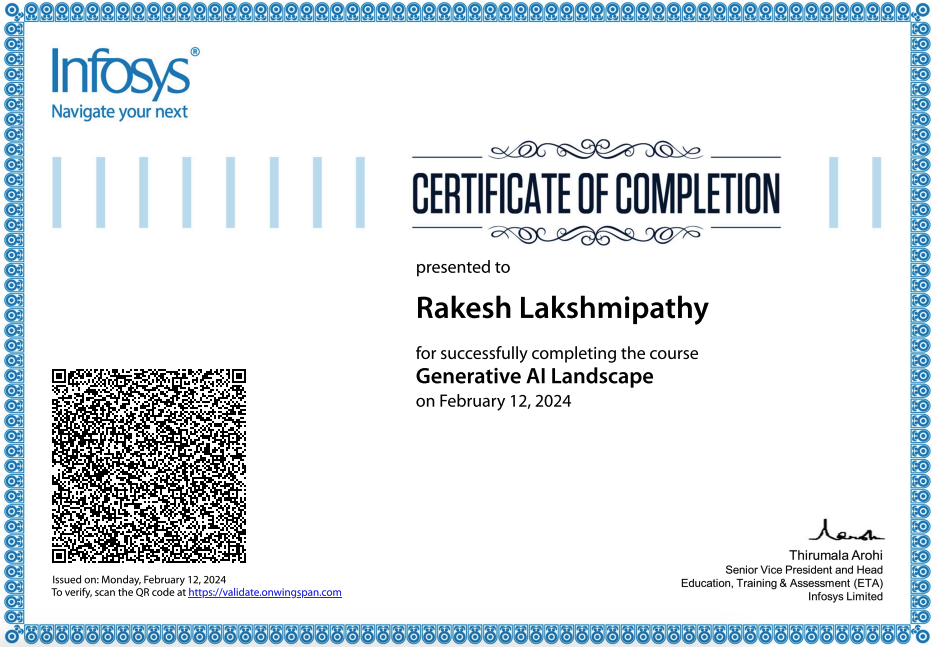 Infosys®
Navigate your next
CERTIFICATE OF COMPLETION
presented to
Rakesh Lakshmipathy
for successfully completing the course
Generative AI Landscape
on February 12, 2024
Issued on: Monday, February 12, 2024
To verify, scan the QR code at https://validate.onwingspan.com
Thirumala Arohi
Senior Vice President and Head
Education, Training & Assessment (ETA)
Infosys Limited